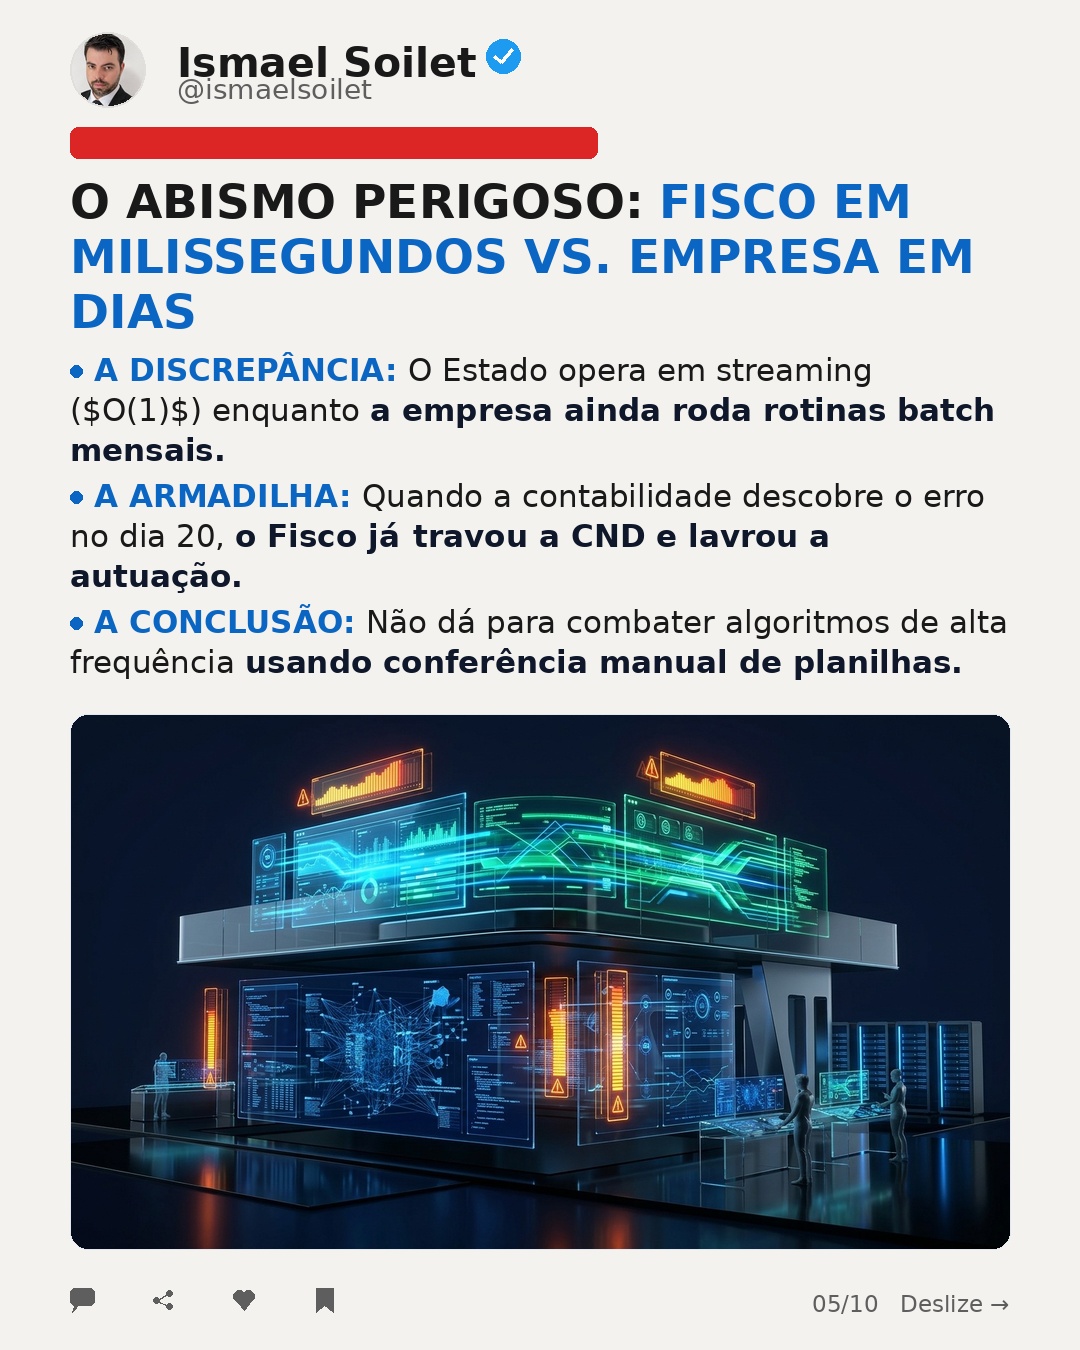 Ismael Soilet
@ismaelsoilet
O ABISMO PERIGOSO: FISCO EM
MILISSEGUNDOS VS. EMPRESA EM
DIAS
• A DISCREPÂNCIA: O Estado opera em streaming
($O(1)$) enquanto a empresa ainda roda rotinas batch
mensais.
• A ARMADILHA: Quando a contabilidade descobre o erro
no dia 20, o Fisco já travou a CND e lavrou a
autuação.
• A CONCLUSÃO: Não dá para combater algoritmos de alta
frequência usando conferência manual de planilhas.
05/10 Deslize →